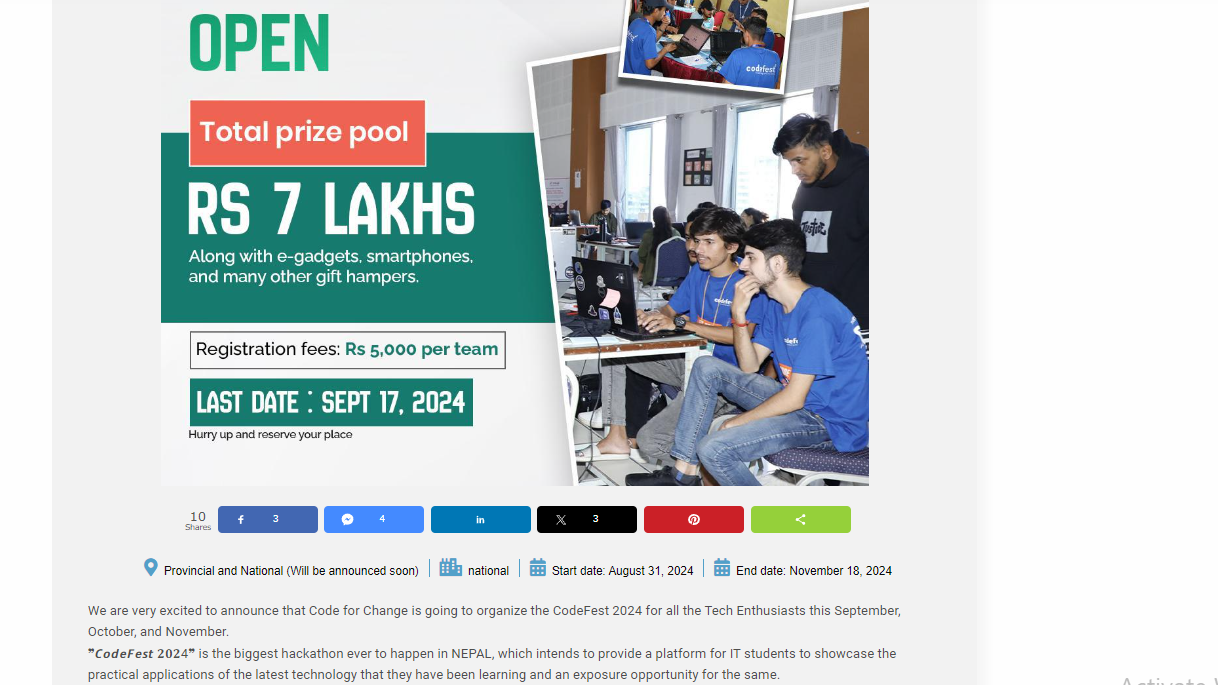 OPEN
codefest
Total prize pool
RS 7 LAKHS
Along with e-gadgets, smartphones,
and many other gift hampers.
Registration fees: Rs 5,000 per team
LAST DATE : SEPT 17, 2024
Hurry up and reserve your place
10
Shares
3
4
in
3
Provincial and National (Will be announced soon)
national
Start date: August 31, 2024
End date: November 18, 2024
We are very excited to announce that Code for Change is going to organize the CodeFest 2024 for all the Tech Enthusiasts this September,
October, and November.
"CodeFest 2024" is the biggest hackathon ever to happen in NEPAL, which intends to provide a platform for IT students to showcase the
practical applications of the latest technology that they have been learning and an exposure opportunity for the same.